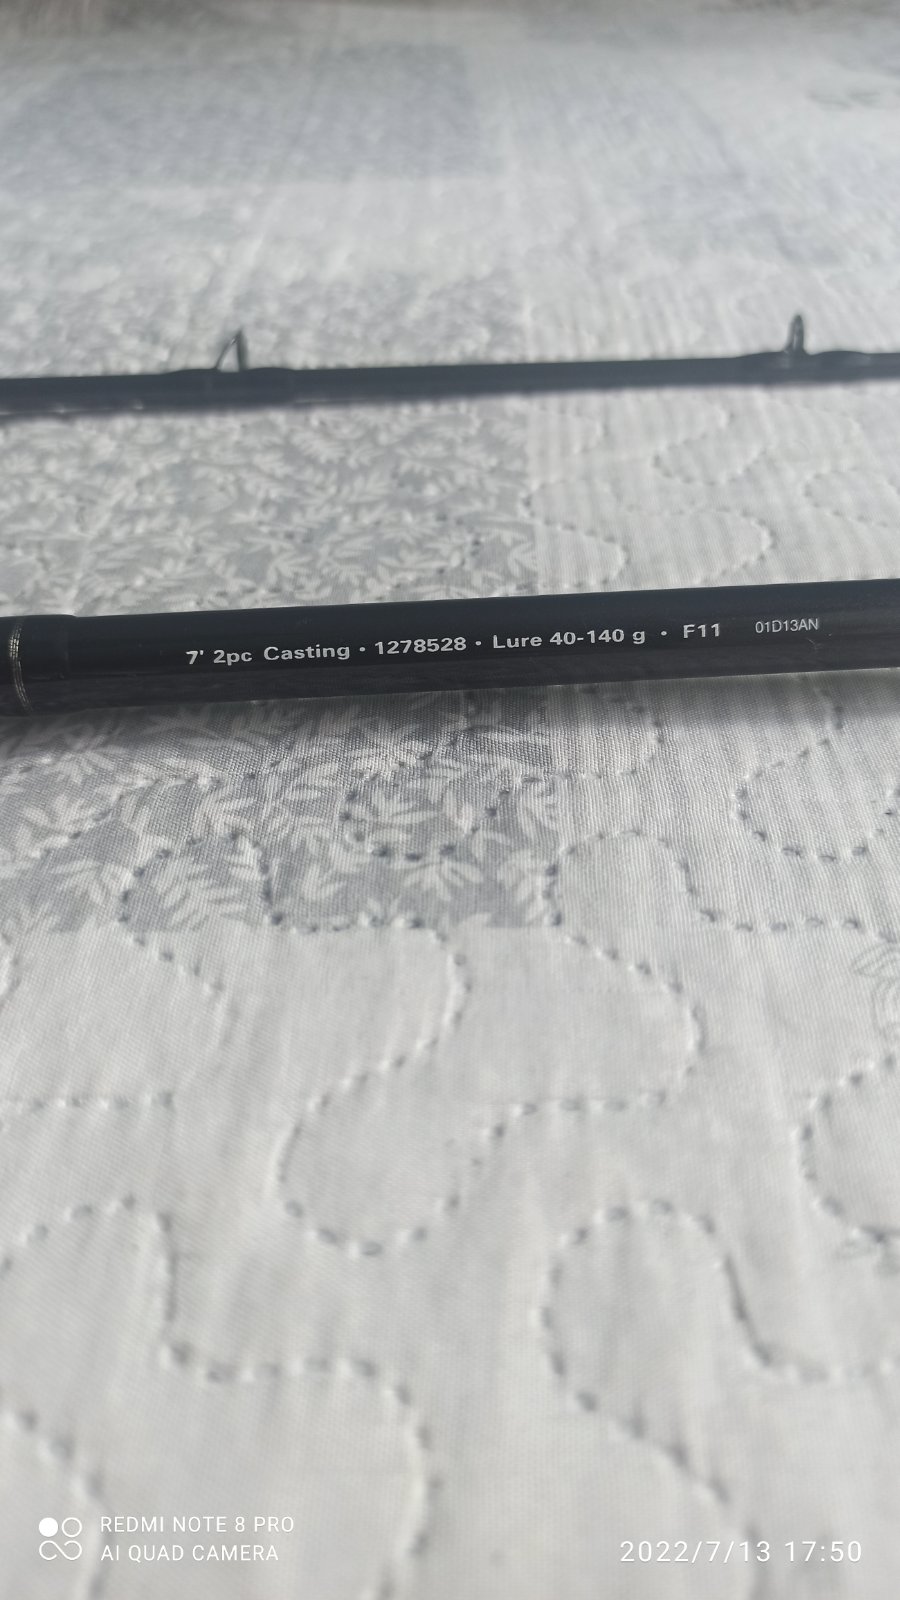 7' 2pc Casting • 1278528 • Lure 40-140 g • F11 01D13AN
REDMI NOTE 8 PRO
AI QUAD CAMERA
2022/7/13 17:50